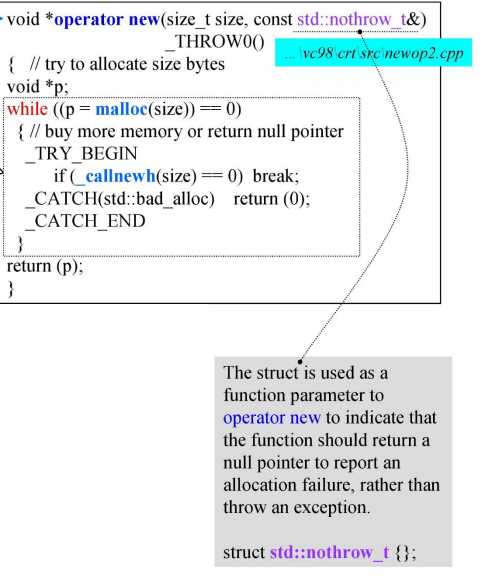 void *operator new(size_t size, const std::nothrow_t&)
_THROW0()
...\vc98\crt\src\newop2.cpp
{ // try to allocate size bytes
void *p;
while ((p = malloc(size)) == 0)
{ // buy more memory or return null pointer
_TRY_BEGIN
if (_callnewh(size) == 0) break;
_CATCH(std::bad_alloc) return (0);
_CATCH_END
}
return (p);
}
The struct is used as a
function parameter to
operator new to indicate that
the function should return a
null pointer to report an
allocation failure, rather than
throw an exception.
struct std::nothrow_t {};